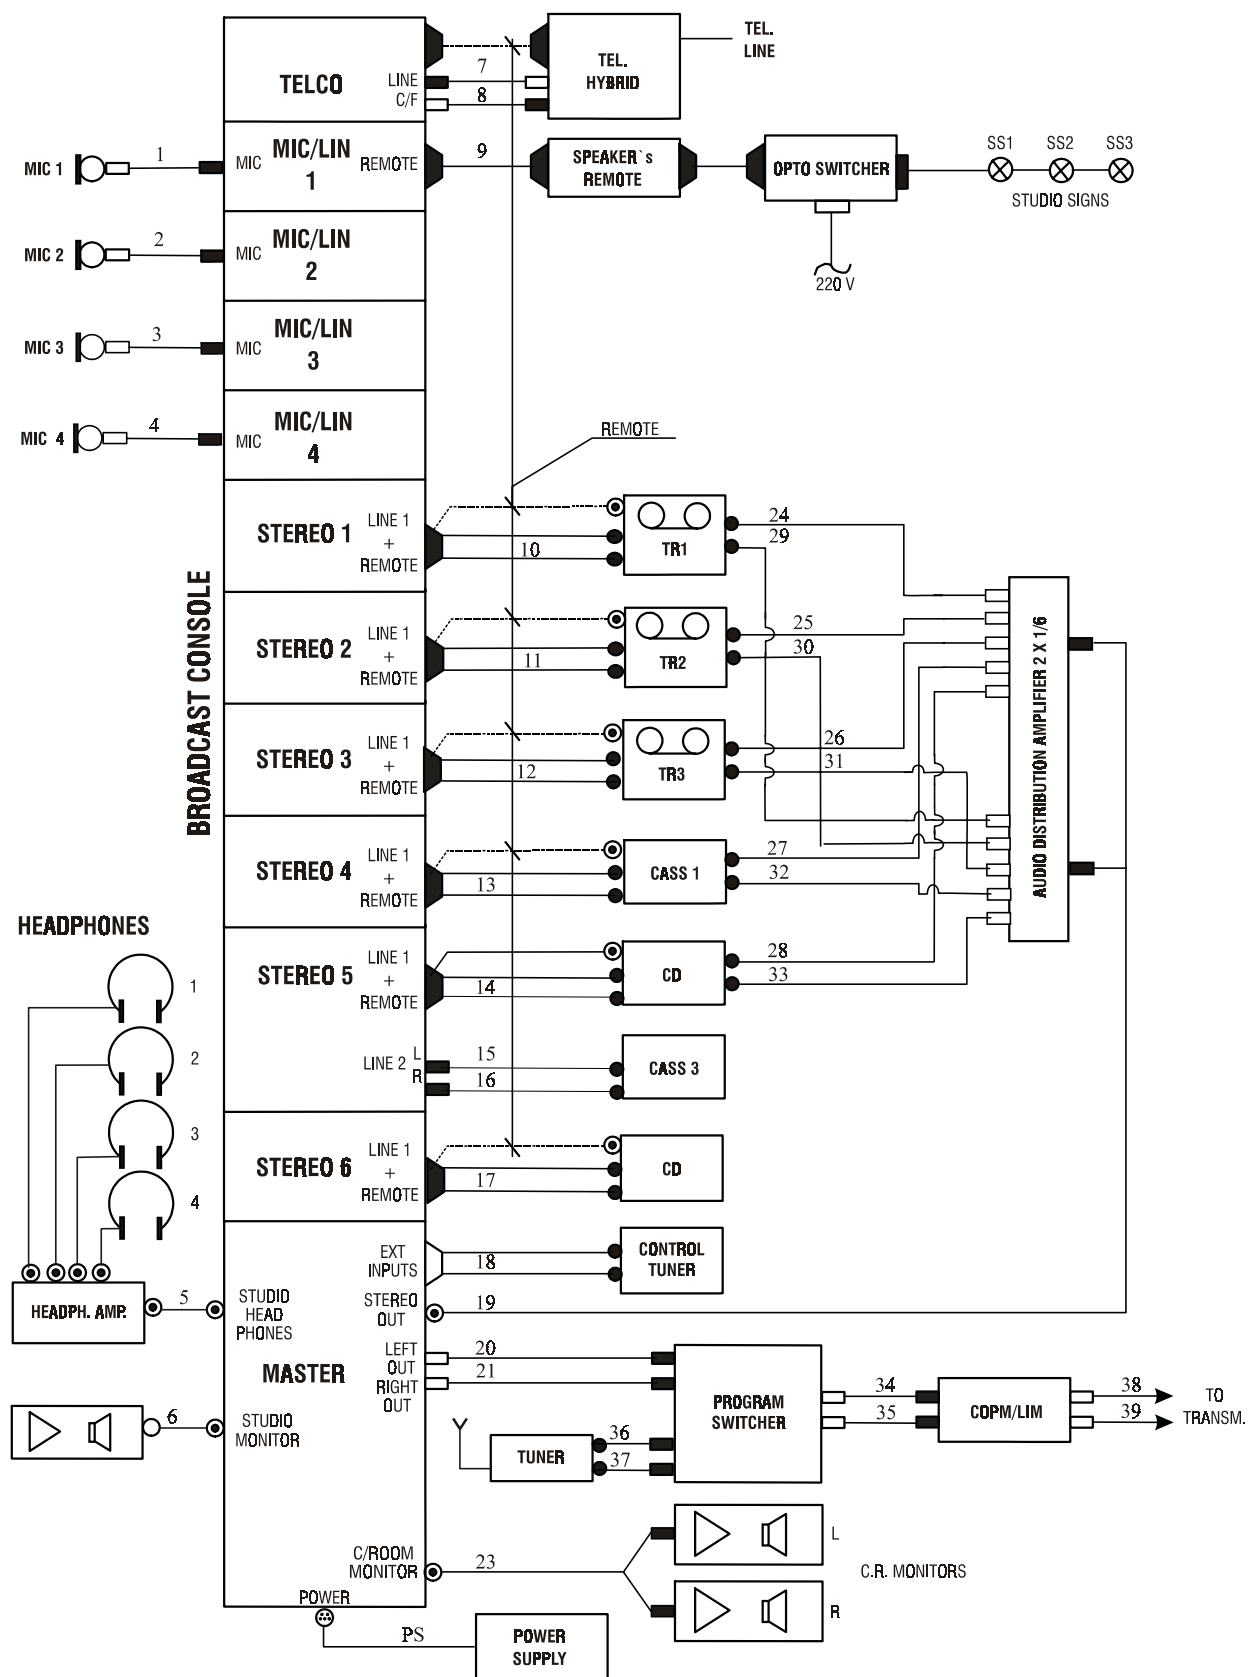 TEL.
LINE
TEL.
HYBRID
TELCO
LINE
C/F
7
8
MIC 1
1
MIC
MIC/LIN
1
REMOTE
9
SPEAKER`s
REMOTE
OPTO SWITCHER
SS1
SS2
SS3
STUDIO SIGNS
220 V
MIC 2
2
MIC
MIC/LIN
2
MIC 3
3
MIC
MIC/LIN
3
MIC 4
4
MIC
MIC/LIN
4
REMOTE
BROADCAST CONSOLE
STEREO 1
LINE 1
+
REMOTE
10
TR1
24
29
STEREO 2
LINE 1
+
REMOTE
11
TR2
25
30
STEREO 3
LINE 1
+
REMOTE
12
TR3
26
31
STEREO 4
LINE 1
+
REMOTE
13
CASS 1
27
32
AUDIO DISTRIBUTION AMPLIFIER 2 X 1/6
HEADPHONES
1
2
3
4
STEREO 5
LINE 1
+
REMOTE
14
CD
28
33
LINE 2
L
R
15
16
CASS 3
STEREO 6
LINE 1
+
REMOTE
17
CD
EXT
INPUTS
18
CONTROL
TUNER
HEADPH. AMP.
5
STUDIO
HEAD
PHONES
STEREO
OUT
19
MASTER
LEFT
OUT
RIGHT
OUT
20
21
PROGRAM
SWITCHER
34
35
COPM/LIM
38
39
TO
TRANSM.
6
STUDIO
MONITOR
TUNER
36
37
C/ROOM
MONITOR
23
L
R
C.R. MONITORS
POWER
PS
POWER
SUPPLY